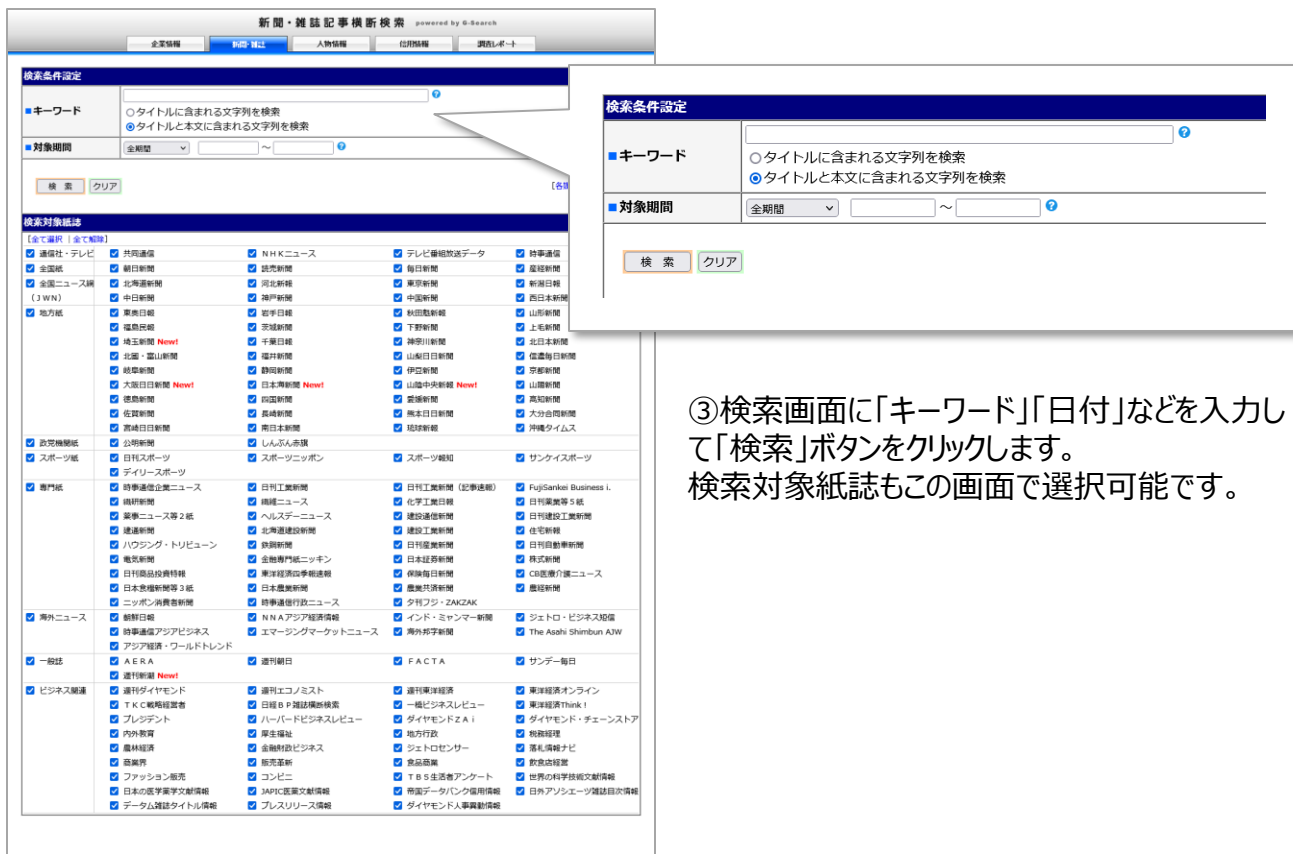 新聞・雑誌記事横断検索 powered by G-Search
企業情報 新聞・雑誌 人物情報 信用情報 調査レポート
検索条件設定
■キーワード
○タイトルに含まれる文字列を検索
◉タイトルと本文に含まれる文字列を検索
■対象期間 全期間 ～
検 索 クリア
[各
検索対象紙誌
[全て選択 | 全て解除]
通信社・テレビ 共同通信 ＮＨＫニュース テレビ番組放送データ 時事通信
全国紙 朝日新聞 読売新聞 毎日新聞 産経新聞
全国ニュース網 北海道新聞 河北新報 東京新聞 新潟日報
(ＪＷＮ) 中日新聞 神戸新聞 中国新聞 西日本新聞
地方紙 東奥日報 岩手日報 秋田魁新報 山形新聞
福島民報 茨城新聞 下野新聞 上毛新聞
埼玉新聞 New! 千葉日報 神奈川新聞 北日本新聞
北國・富山新聞 福井新聞 山梨日日新聞 信濃毎日新聞
岐阜新聞 静岡新聞 伊豆新聞 京都新聞
大阪日日新聞 New! 日本海新聞 New! 山陰中央新報 New! 山陽新聞
徳島新聞 四国新聞 愛媛新聞 高知新聞
佐賀新聞 長崎新聞 熊本日日新聞 大分合同新聞
宮崎日日新聞 南日本新聞 琉球新報 沖縄タイムス
政党機関紙 公明新聞 しんぶん赤旗
スポーツ紙 日刊スポーツ スポーツニッポン スポーツ報知 サンケイスポーツ
デイリースポーツ
専門紙 時事通信企業ニュース 日刊工業新聞 日刊工業新聞（記事速報） FujiSankei Business i.
繊研新聞 繊維ニュース 化学工業日報 日刊薬業等５紙
薬事ニュース等２紙 ヘルスデーニュース 建設通信新聞 日刊建設工業新聞
建通新聞 北海道建設新聞 建設工業新聞 住宅新報
ハウジング・トリビューン 鉄鋼新聞 日刊産業新聞 日刊自動車新聞
電気新聞 金融専門紙ニッキン 日本証券新聞 株式新聞
日刊商品投資特報 東洋経済四季報速報 保険毎日新聞 CB医療介護ニュース
日本食糧新聞等３紙 日本農業新聞 農業共済新聞 農経新聞
ニッポン消費者新聞 時事通信行政ニュース 夕刊フジ・ZAKZAK
海外ニュース 朝鮮日報 ＮＮＡアジア経済情報 インド・ミャンマー新聞 ジェトロ・ビジネス短信
時事通信アジアビジネス エマージングマーケットニュース 海外邦字新聞 The Asahi Shimbun AJW
アジア経済・ワールドトレンド
一般誌 ＡＥＲＡ 週刊朝日 ＦＡＣＴＡ サンデー毎日
週刊新潮 New!
ビジネス関連 週刊ダイヤモンド 週刊エコノミスト 週刊東洋経済 東洋経済オンライン
ＴＫＣ戦略経営者 日経ＢＰ雑誌横断検索 一橋ビジネスレビュー 東洋経済Think！
プレジデント ハーバードビジネスレビュー ダイヤモンドＺＡｉ ダイヤモンド・チェーンストア
内外教育 厚生福祉 地方行政 税務経理
農林経済 金融財政ビジネス ジェトロセンサー 落札情報ナビ
商業界 販売革新 食品商業 飲食店経営
ファッション販売 コンビニ ＴＢＳ生活者アンケート 世界の科学技術文献情報
日本の医学薬学文献情報 JAPIC医薬文献情報 帝国データバンク信用情報 日外アソシエーツ雑誌目次情報
データム雑誌タイトル情報 プレスリリース情報 ダイヤモンド人事異動情報
検索条件設定
■キーワード
○タイトルに含まれる文字列を検索
◉タイトルと本文に含まれる文字列を検索
■対象期間 全期間 ～
検 索 クリア
③検索画面に「キーワード」「日付」などを入力し
て「検索」ボタンをクリックします。
検索対象紙誌もこの画面で選択可能です。